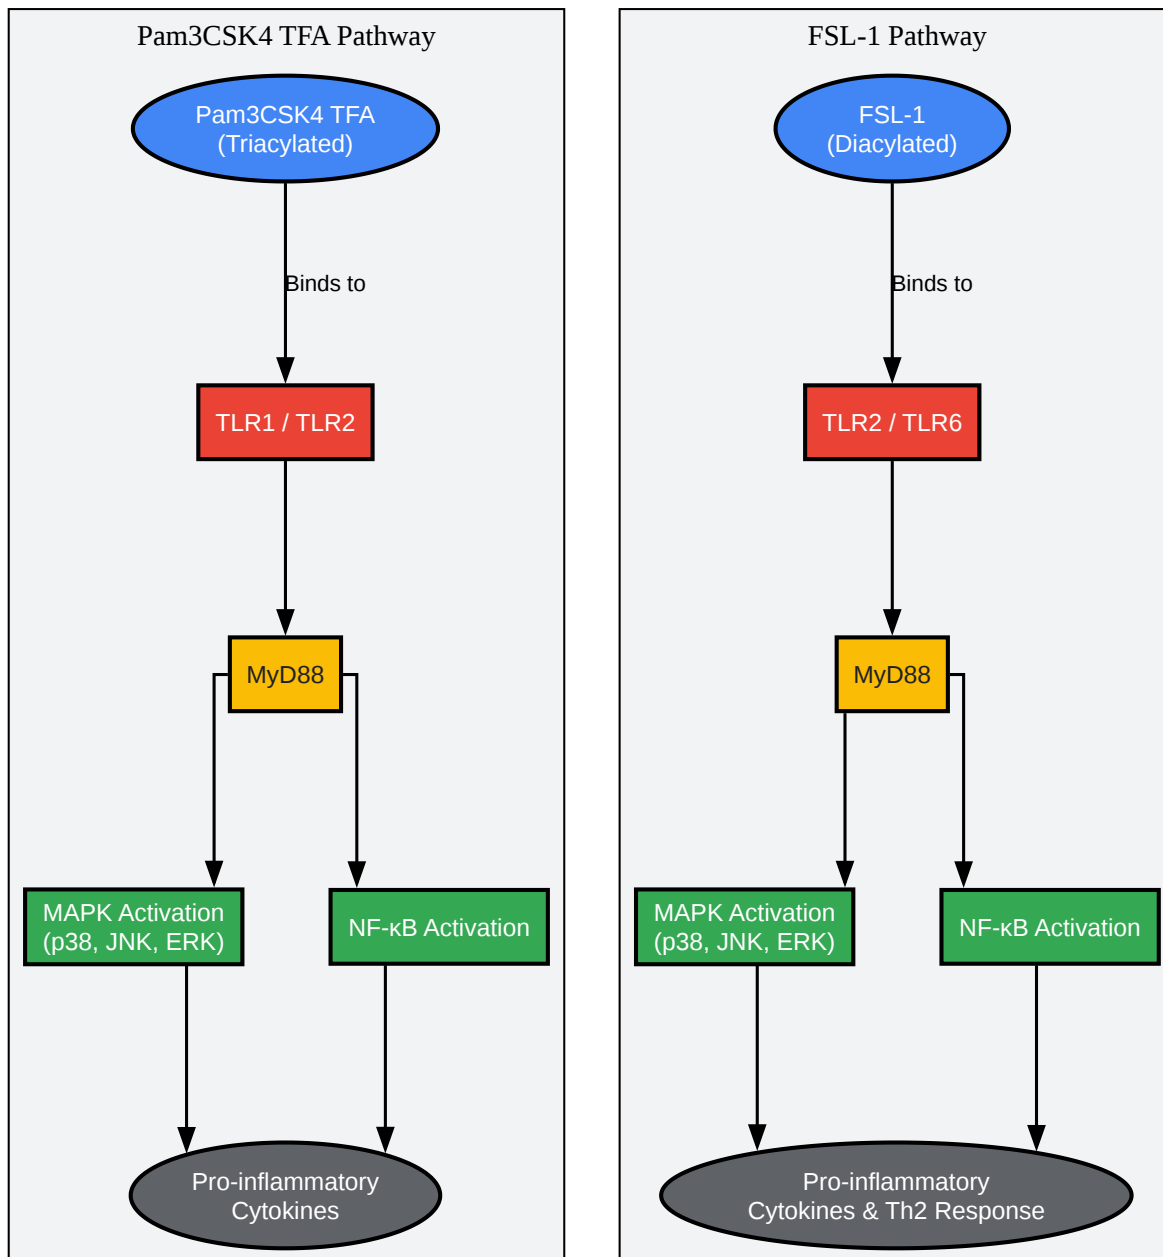 Pam3CSK4 TFA Pathway
Pam3CSK4 TFA
(Triacylated)
Binds to
TLR1 / TLR2
MyD88
MAPK Activation
(p38, JNK, ERK)
NF-κB Activation
Pro-inflammatory
Cytokines
FSL-1 Pathway
FSL-1
(Diacylated)
Binds to
TLR2 / TLR6
MyD88
MAPK Activation
(p38, JNK, ERK)
NF-κB Activation
Pro-inflammatory
Cytokines & Th2 Response